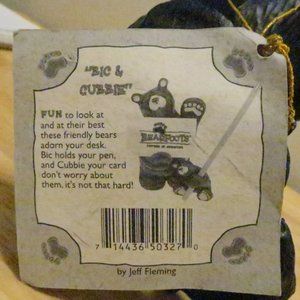 "BIC &
CUBBIE"
FUN to look at
and at their best
these friendly bears
adorn your desk.
Bic holds your pen,
and Cubbie your card
don't worry about
them, it's not that hard!
BEARFOOTS
7 14436 50327 0
by Jeff Fleming